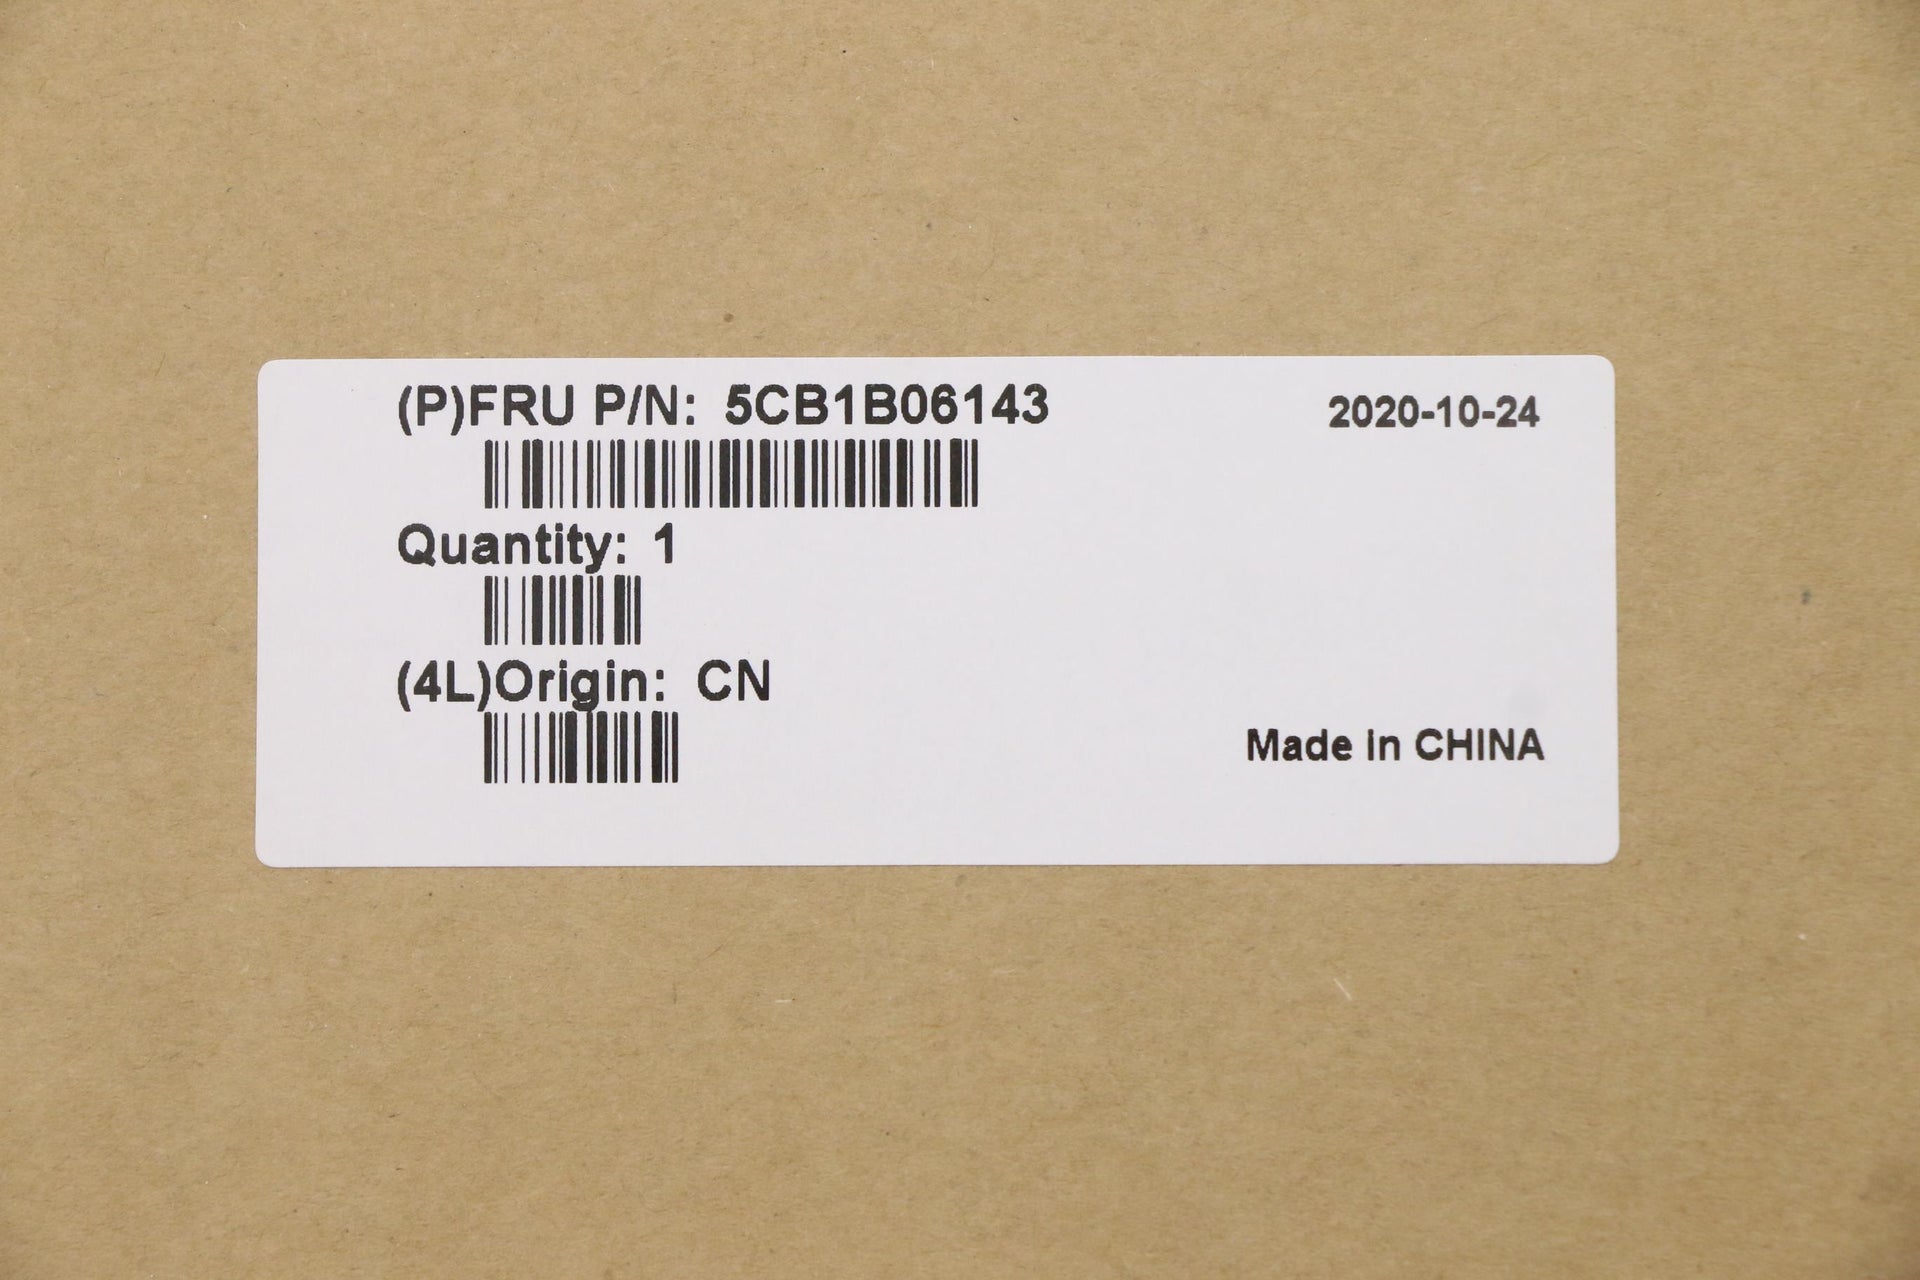 (P)FRU P/N: 5CB1B06143
2020-10-24
Quantity: 1
(4L)Origin: CN
Made in CHINA